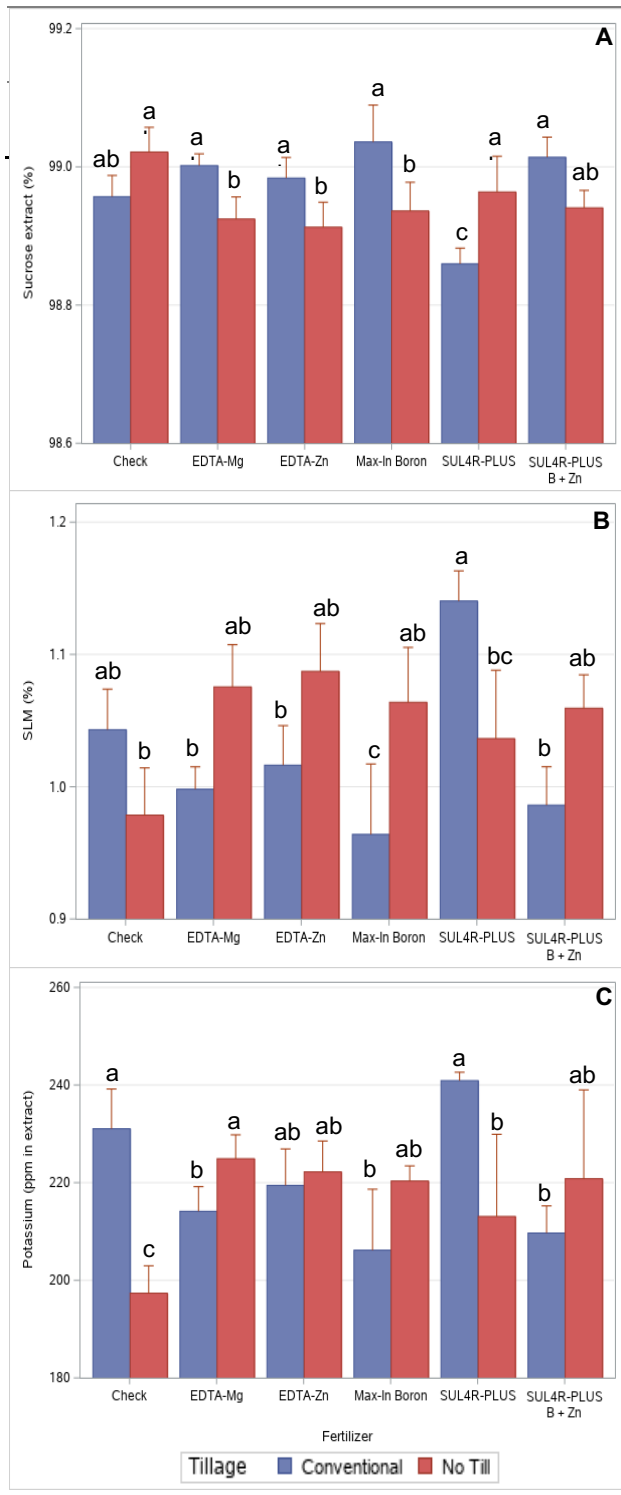 99.2
A
a
a
a
a
a
a
ab
b
b
b
ab
99.0
c
98.8
98.6
Sucrose extract (%)
Check EDTA-Mg EDTA-Zn Max-In Boron SUL4R-PLUS SUL4R-PLUS
B + Zn
1.2
B
a
ab
ab
ab
ab
ab
bc
1.1
b
b
b
c
b
1.0
0.9
SLM (%)
Check EDTA-Mg EDTA-Zn Max-In Boron SUL4R-PLUS SUL4R-PLUS
B + Zn
260
C
a
a
ab
a
ab
ab
ab
b
240
b
b
b
220
c
200
180
Potassium (ppm in extract)
Check EDTA-Mg EDTA-Zn Max-In Boron SUL4R-PLUS SUL4R-PLUS
B + Zn
Fertilizer
Tillage Conventional No Till